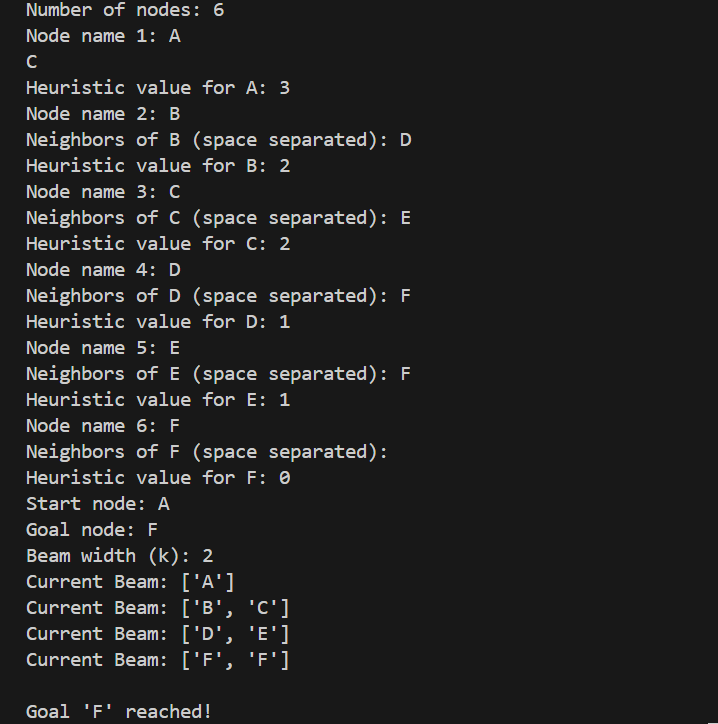 Number of nodes: 6
Node name 1: A
C
Heuristic value for A: 3
Node name 2: B
Neighbors of B (space separated): D
Heuristic value for B: 2
Node name 3: C
Neighbors of C (space separated): E
Heuristic value for C: 2
Node name 4: D
Neighbors of D (space separated): F
Heuristic value for D: 1
Node name 5: E
Neighbors of E (space separated): F
Heuristic value for E: 1
Node name 6: F
Neighbors of F (space separated):
Heuristic value for F: 0
Start node: A
Goal node: F
Beam width (k): 2
Current Beam: ['A']
Current Beam: ['B', 'C']
Current Beam: ['D', 'E']
Current Beam: ['F', 'F']
Goal 'F' reached!